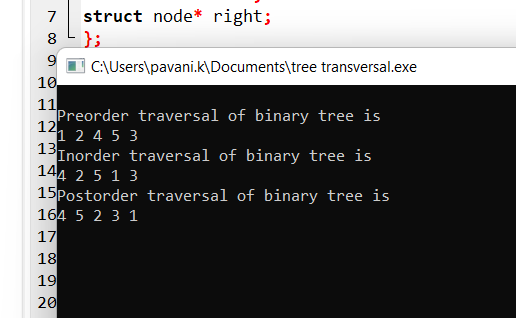 7 struct node* right;
8 };
9
C:\Users\pavani.k\Documents\tree transversal.exe
10
11
Preorder traversal of binary tree is
12
1 2 4 5 3
13
Inorder traversal of binary tree is
14
4 2 5 1 3
15
Postorder traversal of binary tree is
16
4 5 2 3 1
17
18
19
20